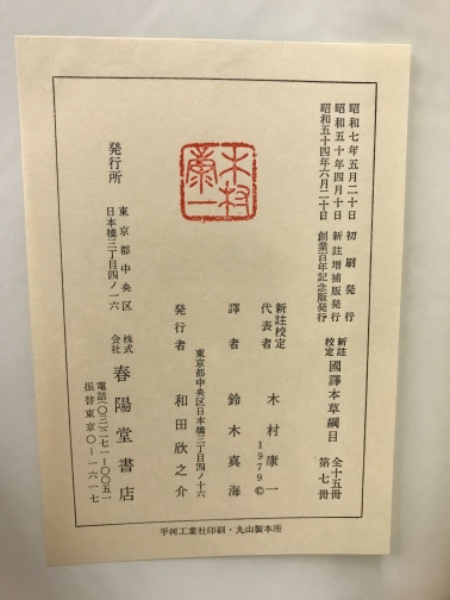 昭和七年五月二十日　初刷発行
昭和五十年四月十日　新註増補版発行
昭和五十四年六月二十日　創業百年記念版発行
新註校定　國譯本草綱目　全十五冊　第七冊
新註校定代表者　木村康一
1979©
譯者　鈴木真海
東京都中央区日本橋三丁目四ノ十六
発行者　和田欣之介
木村康一
発行所　東京都中央区日本橋三丁目四ノ一六
株式会社　春陽堂書店
電話(〇三)二七一-〇〇五一
振替東京〇-一六一七
平河工業社印刷・丸山製本所